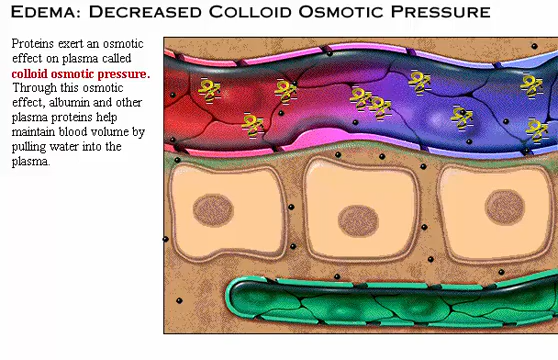 EDEMA: DECREASED COLLOID OSMOTIC PRESSURE
Proteins exert an osmotic
effect on plasma called
colloid osmotic pressure.
Through this osmotic
effect, albumin and other
plasma proteins help
maintain blood volume by
pulling water into the
plasma.